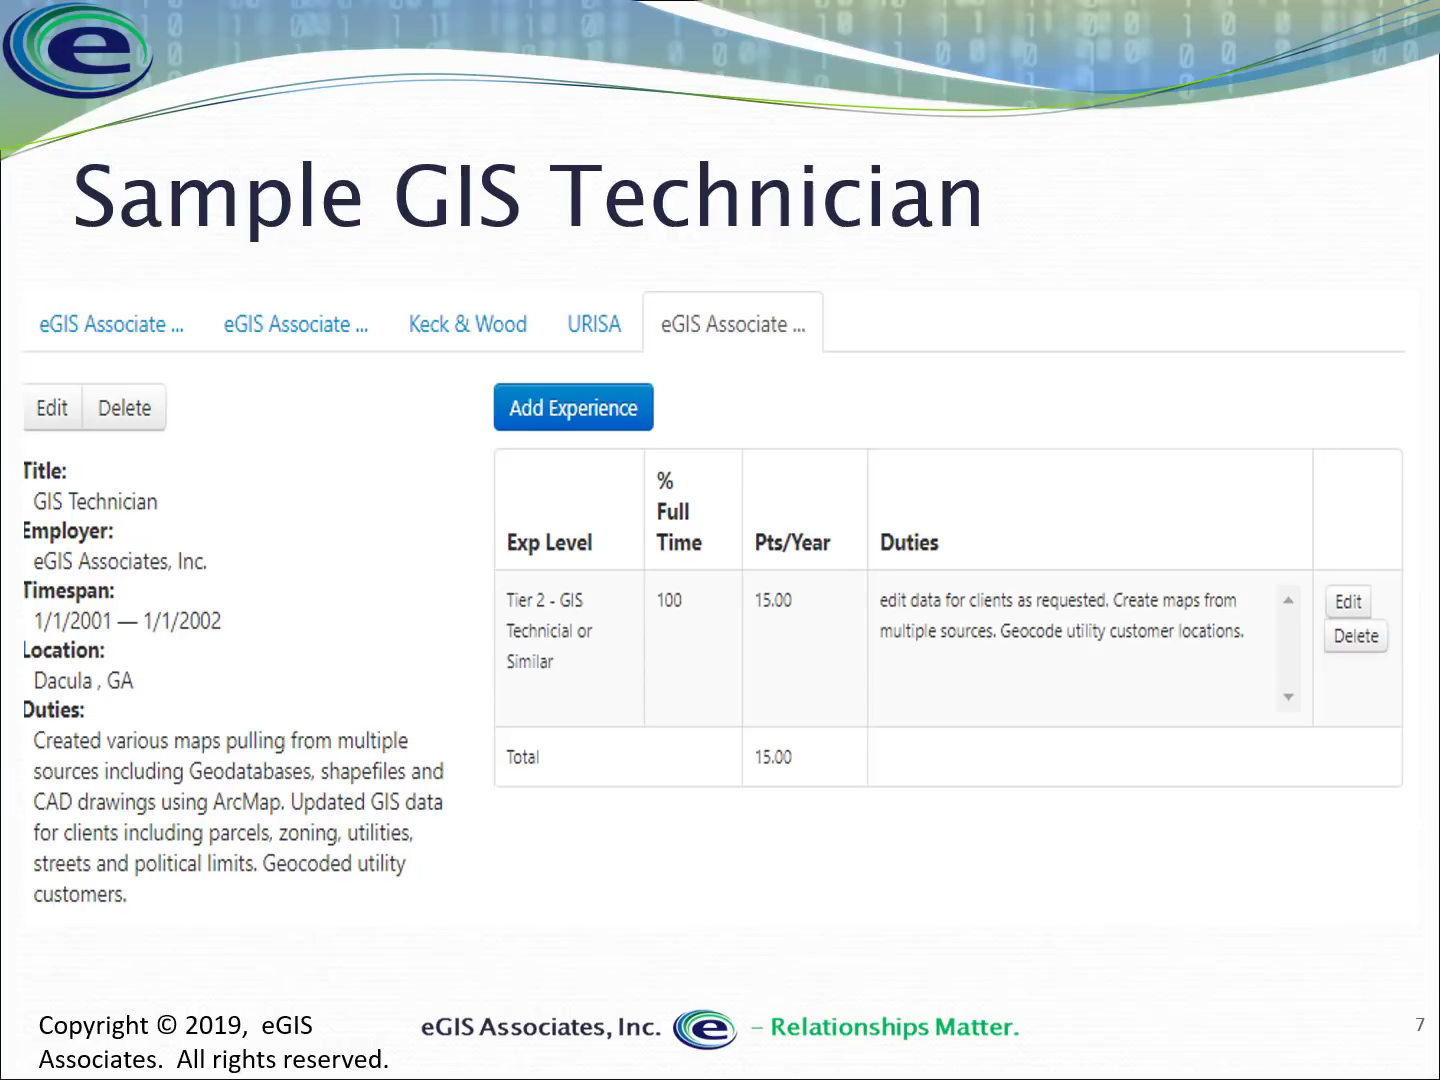 Sample GIS Technician
eGIS Associate ...
eGIS Associate ...
Keck & Wood
URISA
eGIS Associate ...
Edit
Delete
Title:
GIS Technician
Employer:
eGIS Associates, Inc.
Timespan:
1/1/2001 — 1/1/2002
Location:
Dacula , GA
Duties:
Created various maps pulling from multiple
sources including Geodatabases, shapefiles and
CAD drawings using ArcMap. Updated GIS data
for clients including parcels, zoning, utilities,
streets and political limits. Geocoded utility
customers.
Add Experience
Exp Level
%
Full
Time
Pts/Year
Duties
Tier 2 - GIS
Technicial or
Similar
100
15.00
edit data for clients as requested. Create maps from
multiple sources. Geocode utility customer locations.
Edit
Delete
Total
15.00
Copyright © 2019, eGIS
Associates. All rights reserved.
eGIS Associates, Inc. e – Relationships Matter.
7